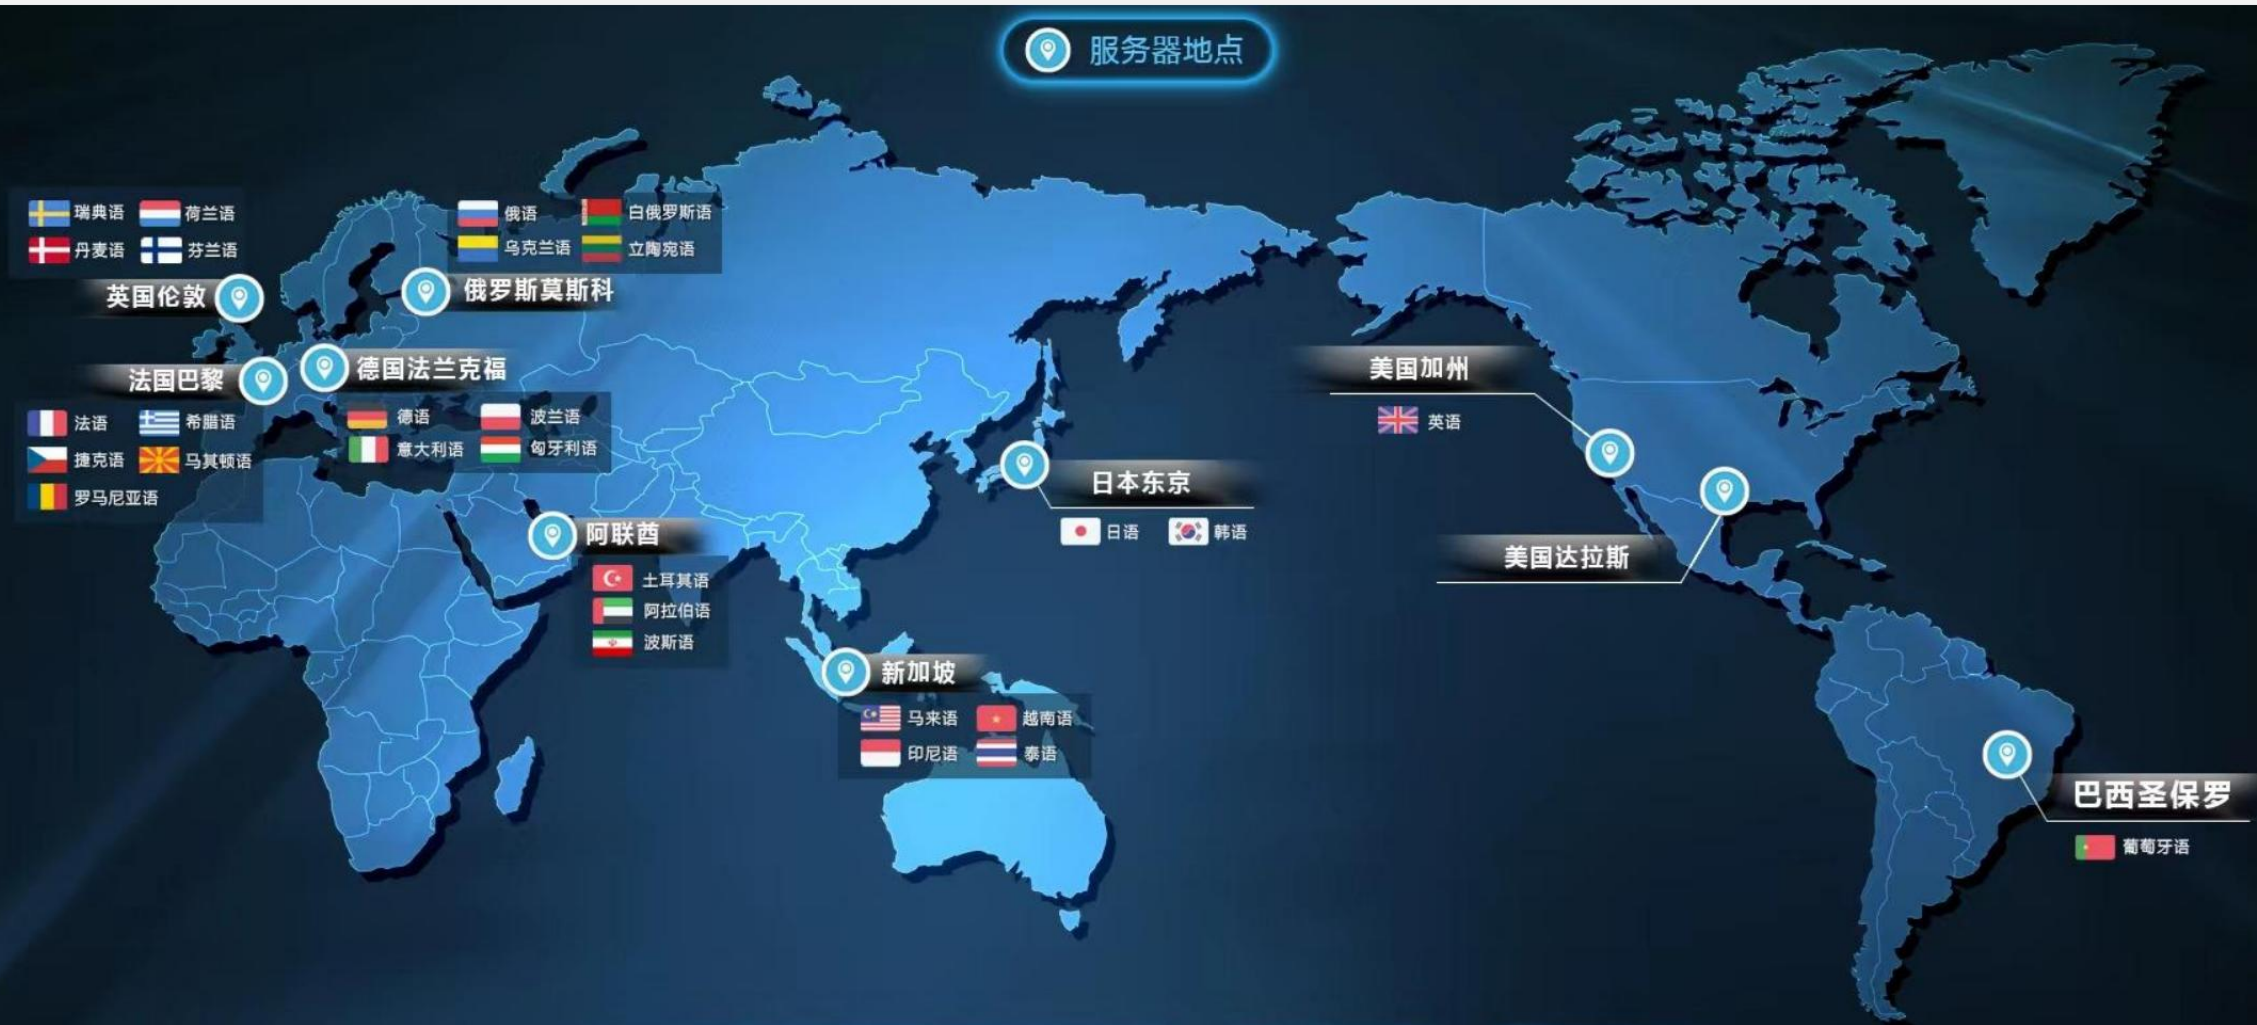 服务器地点
瑞典语 荷兰语
丹麦语 芬兰语
英国伦敦
俄语 白俄罗斯语
乌克兰语 立陶宛语
俄罗斯莫斯科
法国巴黎
法语 希腊语
捷克语 马其顿语
罗马尼亚语
德国法兰克福
德语 波兰语
意大利语 匈牙利语
阿联酋
土耳其语
阿拉伯语
波斯语
日本东京
日语 韩语
新加坡
马来语 越南语
印尼语 泰语
美国加州
英语
美国达拉斯
巴西圣保罗
葡萄牙语